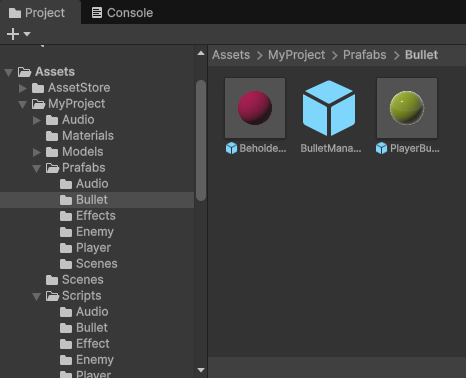 Project
Console
Assets > MyProject > Prafabs > Bullet
Assets
AssetStore
MyProject
Audio
Materials
Models
Prafabs
Audio
Bullet
Effects
Enemy
Player
Scenes
Scenes
Scripts
Audio
Bullet
Effect
Enemy
Player
Beholde...
BulletMana...
PlayerBu...